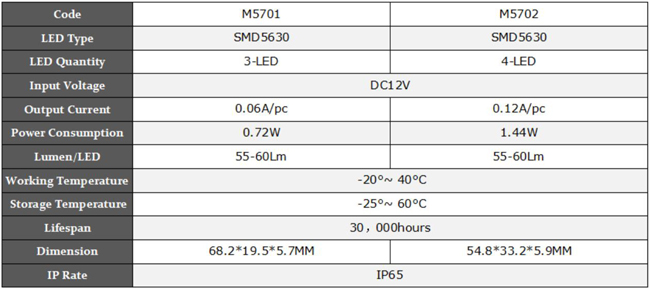 Code M5701 M5702
LED Type SMD5630 SMD5630
LED Quantity 3-LED 4-LED
Input Voltage DC12V
Output Current 0.06A/pc 0.12A/pc
Power Consumption 0.72W 1.44W
Lumen/LED 55-60Lm 55-60Lm
Working Temperature -20°~ 40°C
Storage Temperature -25°~ 60°C
Lifespan 30，000hours
Dimension 68.2*19.5*5.7MM 54.8*33.2*5.9MM
IP Rate IP65